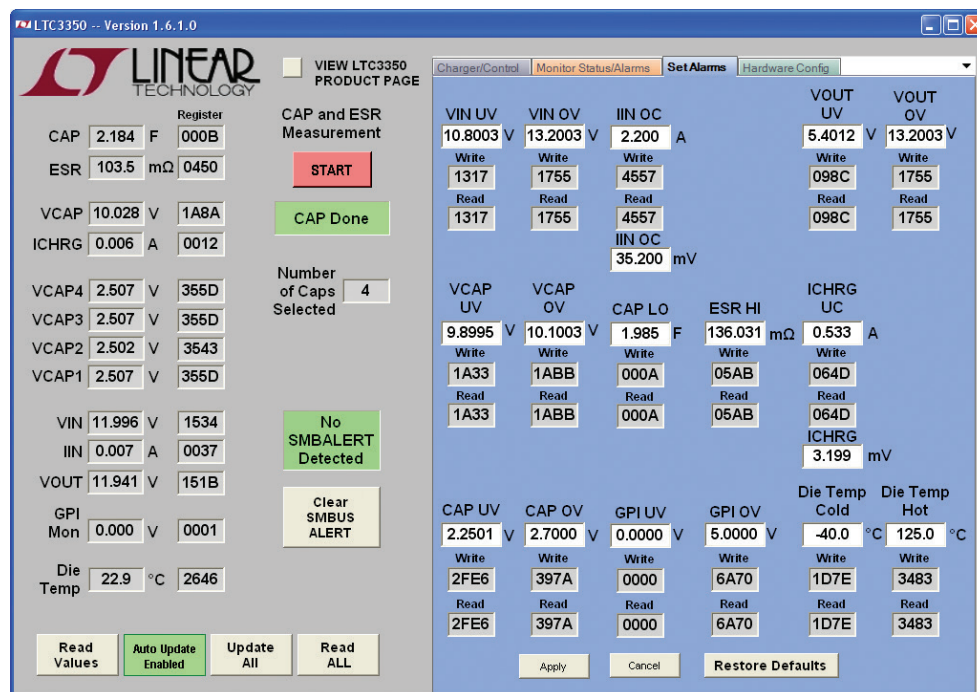 LTC3350 -- Version 1.6.1.0
LINEAR
TECHNOLOGY
VIEW LTC3350
PRODUCT PAGE
Register
CAP 2.184 F 000B
ESR 103.5 mΩ 0450
VCAP 10.028 V 1A8A
ICHRG 0.006 A 0012
VCAP4 2.507 V 355D
VCAP3 2.507 V 355D
VCAP2 2.502 V 3543
VCAP1 2.507 V 355D
VIN 11.996 V 1534
IIN 0.007 A 0037
VOUT 11.941 V 151B
GPI
Mon 0.000 V 0001
Die
Temp 22.9 °C 2646
CAP and ESR
Measurement
START
CAP Done
Number
of Caps 4
Selected
No
SMBALERT
Detected
Clear
SMBUS
ALERT
Read
Values
Auto Update
Enabled
Update
All
Read
ALL
Charger/Control Monitor Status/Alarms Set Alarms Hardware Config
VIN UV VIN OV IIN OC VOUT UV VOUT OV
10.8003 V 13.2003 V 2.200 A 5.4012 V 13.2003 V
Write Write Write Write Write
1317 1755 4557 098C 1755
Read Read Read Read Read
1317 1755 4557 098C 1755
IIN OC
35.200 mV
VCAP UV VCAP OV CAP LO ESR HI ICHRG UC
9.8995 V 10.1003 V 1.985 F 136.031 mΩ 0.533 A
Write Write Write Write Write
1A33 1ABB 000A 05AB 064D
Read Read Read Read Read
1A33 1ABB 000A 05AB 064D
ICHRG
3.199 mV
CAP UV CAP OV GPI UV GPI OV Die Temp Cold Die Temp Hot
2.2501 V 2.7000 V 0.0000 V 5.0000 V -40.0 °C 125.0 °C
Write Write Write Write Write Write
2FE6 397A 0000 6A70 1D7E 3483
Read Read Read Read Read Read
2FE6 397A 0000 6A70 1D7E 3483
Apply Cancel Restore Defaults